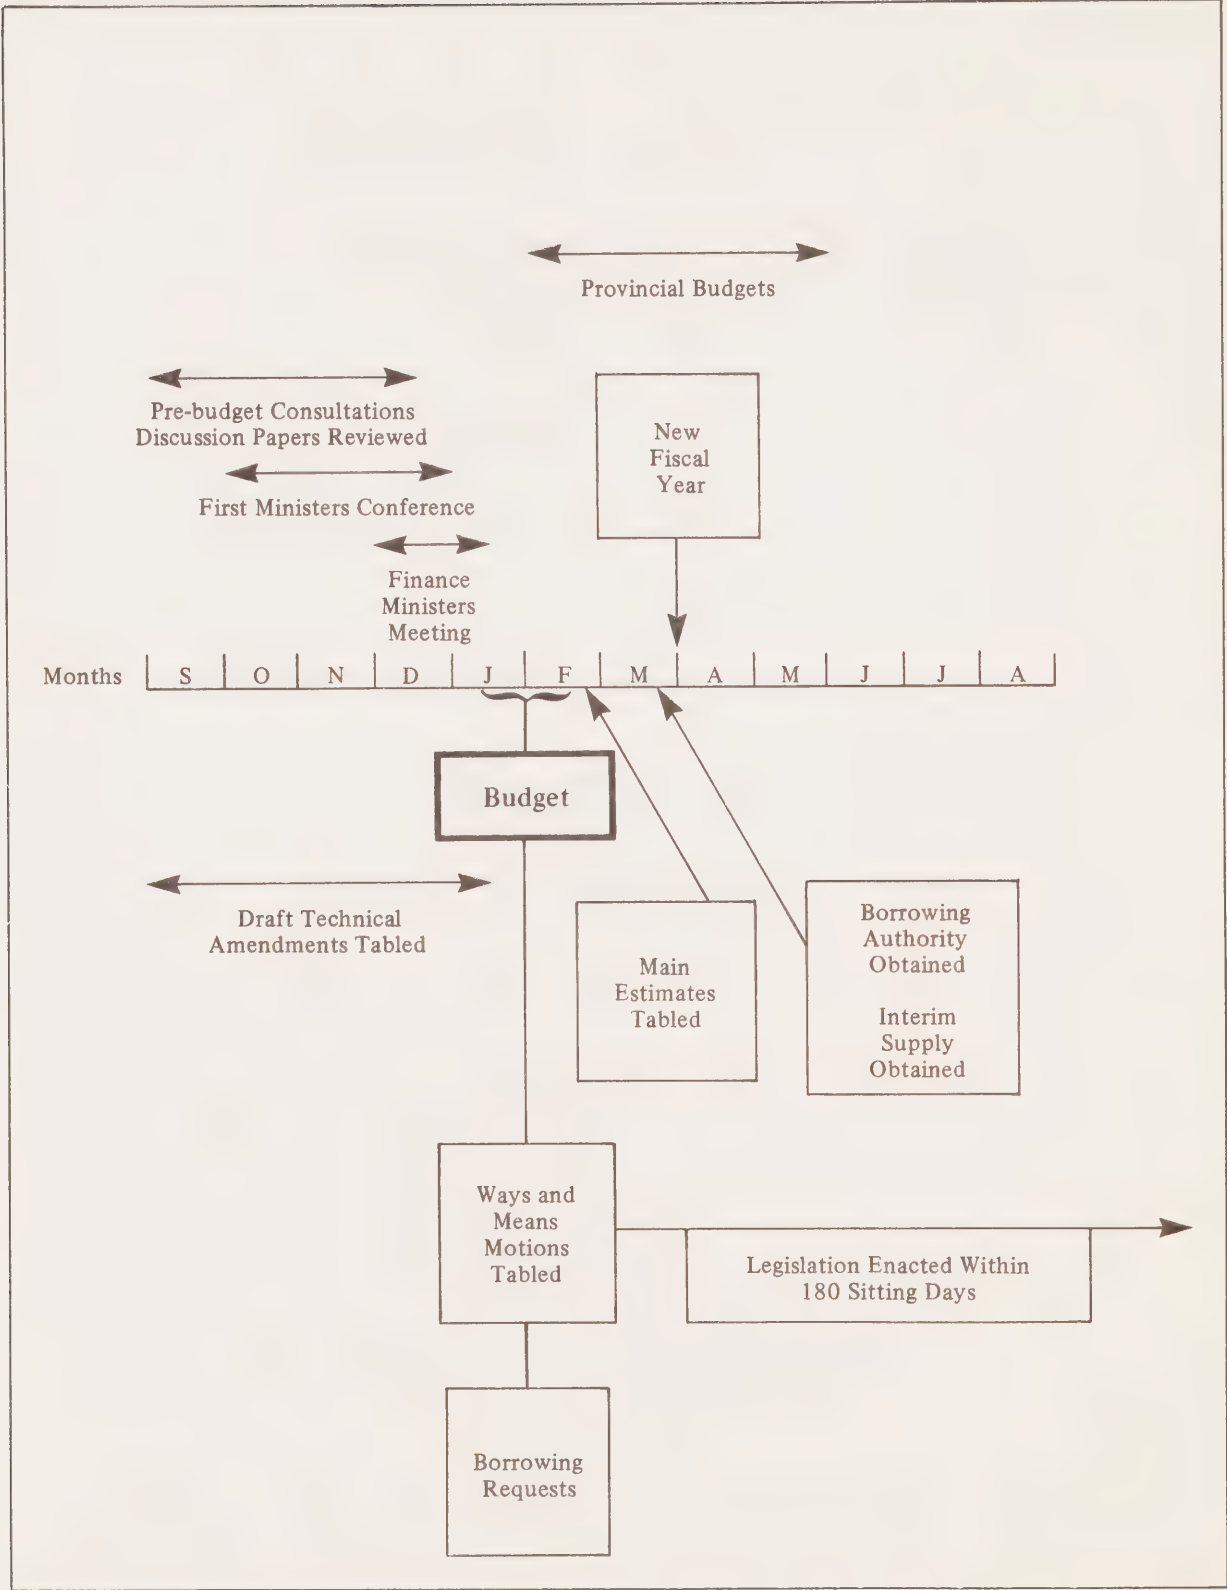 Provincial Budgets
Pre-budget Consultations
Discussion Papers Reviewed
First Ministers Conference
Finance
Ministers
Meeting
New
Fiscal
Year
Months S O N D J F M A M J J A
Budget
Draft Technical
Amendments Tabled
Main
Estimates
Tabled
Borrowing
Authority
Obtained
Interim
Supply
Obtained
Ways and
Means
Motions
Tabled
Legislation Enacted Within
180 Sitting Days
Borrowing
Requests